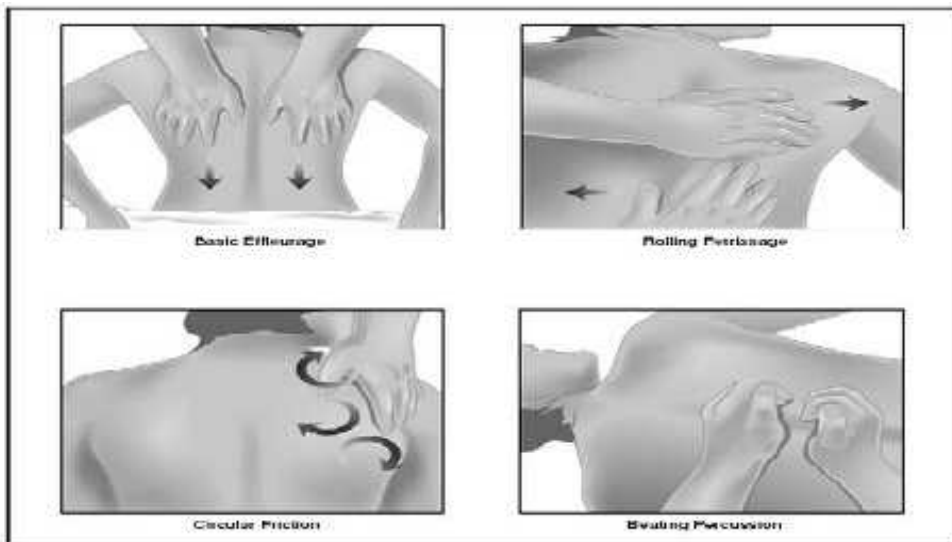 Basic Effleurage
Rolling Petrissage
Circular Friction
Beating Percussion